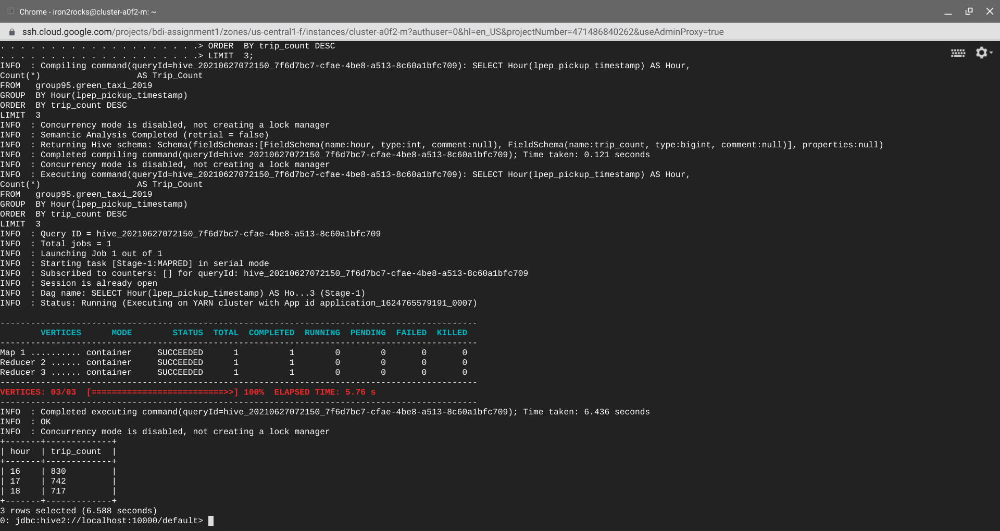 Chrome - iron2rocks@cluster-a0f2-m: ~
ssh.cloud.google.com/projects/bdi-assignment1/zones/us-central1-f/instances/cluster-a0f2-m?authuser=0&hl=en_US&projectNumber=471486840262&useAdminProxy=true
. . . . . . . . . . . . . . . . . . . .> ORDER  BY trip_count DESC
. . . . . . . . . . . . . . . . . . . .> LIMIT  3;
INFO  : Compiling command(queryId=hive_20210627072150_7f6d7bc7-cfae-4be8-a513-8c60a1bfc709): SELECT Hour(lpep_pickup_timestamp) AS Hour,
Count(*)                   AS Trip_Count
FROM   group95.green_taxi_2019
GROUP  BY Hour(lpep_pickup_timestamp)
ORDER  BY trip_count DESC
LIMIT  3
INFO  : Concurrency mode is disabled, not creating a lock manager
INFO  : Semantic Analysis Completed (retrial = false)
INFO  : Returning Hive schema: Schema(fieldSchemas:[FieldSchema(name:hour, type:int, comment:null), FieldSchema(name:trip_count, type:bigint, comment:null)], properties:null)
INFO  : Completed compiling command(queryId=hive_20210627072150_7f6d7bc7-cfae-4be8-a513-8c60a1bfc709); Time taken: 0.121 seconds
INFO  : Concurrency mode is disabled, not creating a lock manager
INFO  : Executing command(queryId=hive_20210627072150_7f6d7bc7-cfae-4be8-a513-8c60a1bfc709): SELECT Hour(lpep_pickup_timestamp) AS Hour,
Count(*)                   AS Trip_Count
FROM   group95.green_taxi_2019
GROUP  BY Hour(lpep_pickup_timestamp)
ORDER  BY trip_count DESC
LIMIT  3
INFO  : Query ID = hive_20210627072150_7f6d7bc7-cfae-4be8-a513-8c60a1bfc709
INFO  : Total jobs = 1
INFO  : Launching Job 1 out of 1
INFO  : Starting task [Stage-1:MAPRED] in serial mode
INFO  : Subscribed to counters: [] for queryId: hive_20210627072150_7f6d7bc7-cfae-4be8-a513-8c60a1bfc709
INFO  : Session is already open
INFO  : Dag name: SELECT Hour(lpep_pickup_timestamp) AS Ho...3 (Stage-1)
INFO  : Status: Running (Executing on YARN cluster with App id application_1624765579191_0007)
----------------------------------------------------------------------------------------------
        VERTICES      MODE        STATUS  TOTAL  COMPLETED  RUNNING  PENDING  FAILED  KILLED
----------------------------------------------------------------------------------------------
Map 1 .......... container     SUCCEEDED      1          1        0        0       0       0
Reducer 2 ...... container     SUCCEEDED      1          1        0        0       0       0
Reducer 3 ...... container     SUCCEEDED      1          1        0        0       0       0
----------------------------------------------------------------------------------------------
VERTICES: 03/03  [==========================>>] 100%  ELAPSED TIME: 5.76 s
----------------------------------------------------------------------------------------------
INFO  : Completed executing command(queryId=hive_20210627072150_7f6d7bc7-cfae-4be8-a513-8c60a1bfc709); Time taken: 6.436 seconds
INFO  : OK
INFO  : Concurrency mode is disabled, not creating a lock manager
+-------+-------------+
| hour  | trip_count  |
+-------+-------------+
| 16    | 830         |
| 17    | 742         |
| 18    | 717         |
+-------+-------------+
3 rows selected (6.588 seconds)
0: jdbc:hive2://localhost:10000/default>